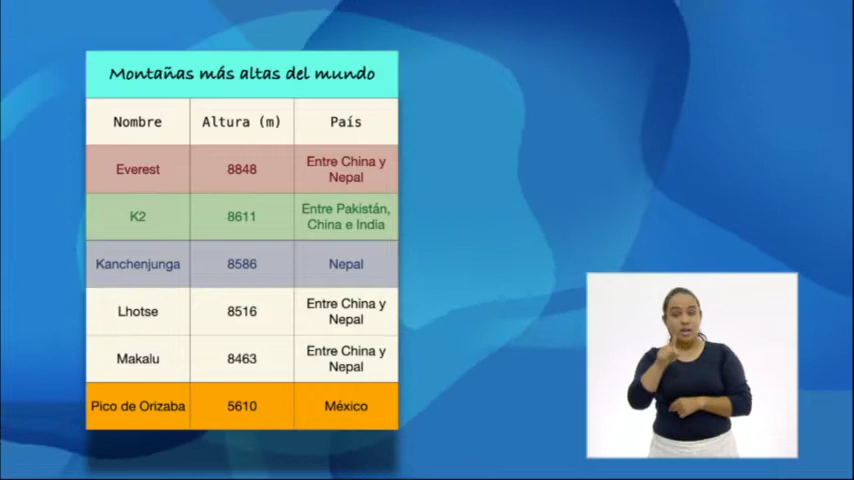 Montañas más altas del mundo
Nombre Altura (m) País
Everest 8848 Entre China y
Nepal
K2 8611 Entre Pakistán,
China e India
Kanchenjunga 8586 Nepal
Lhotse 8516 Entre China y
Nepal
Makalu 8463 Entre China y
Nepal
Pico de Orizaba 5610 México